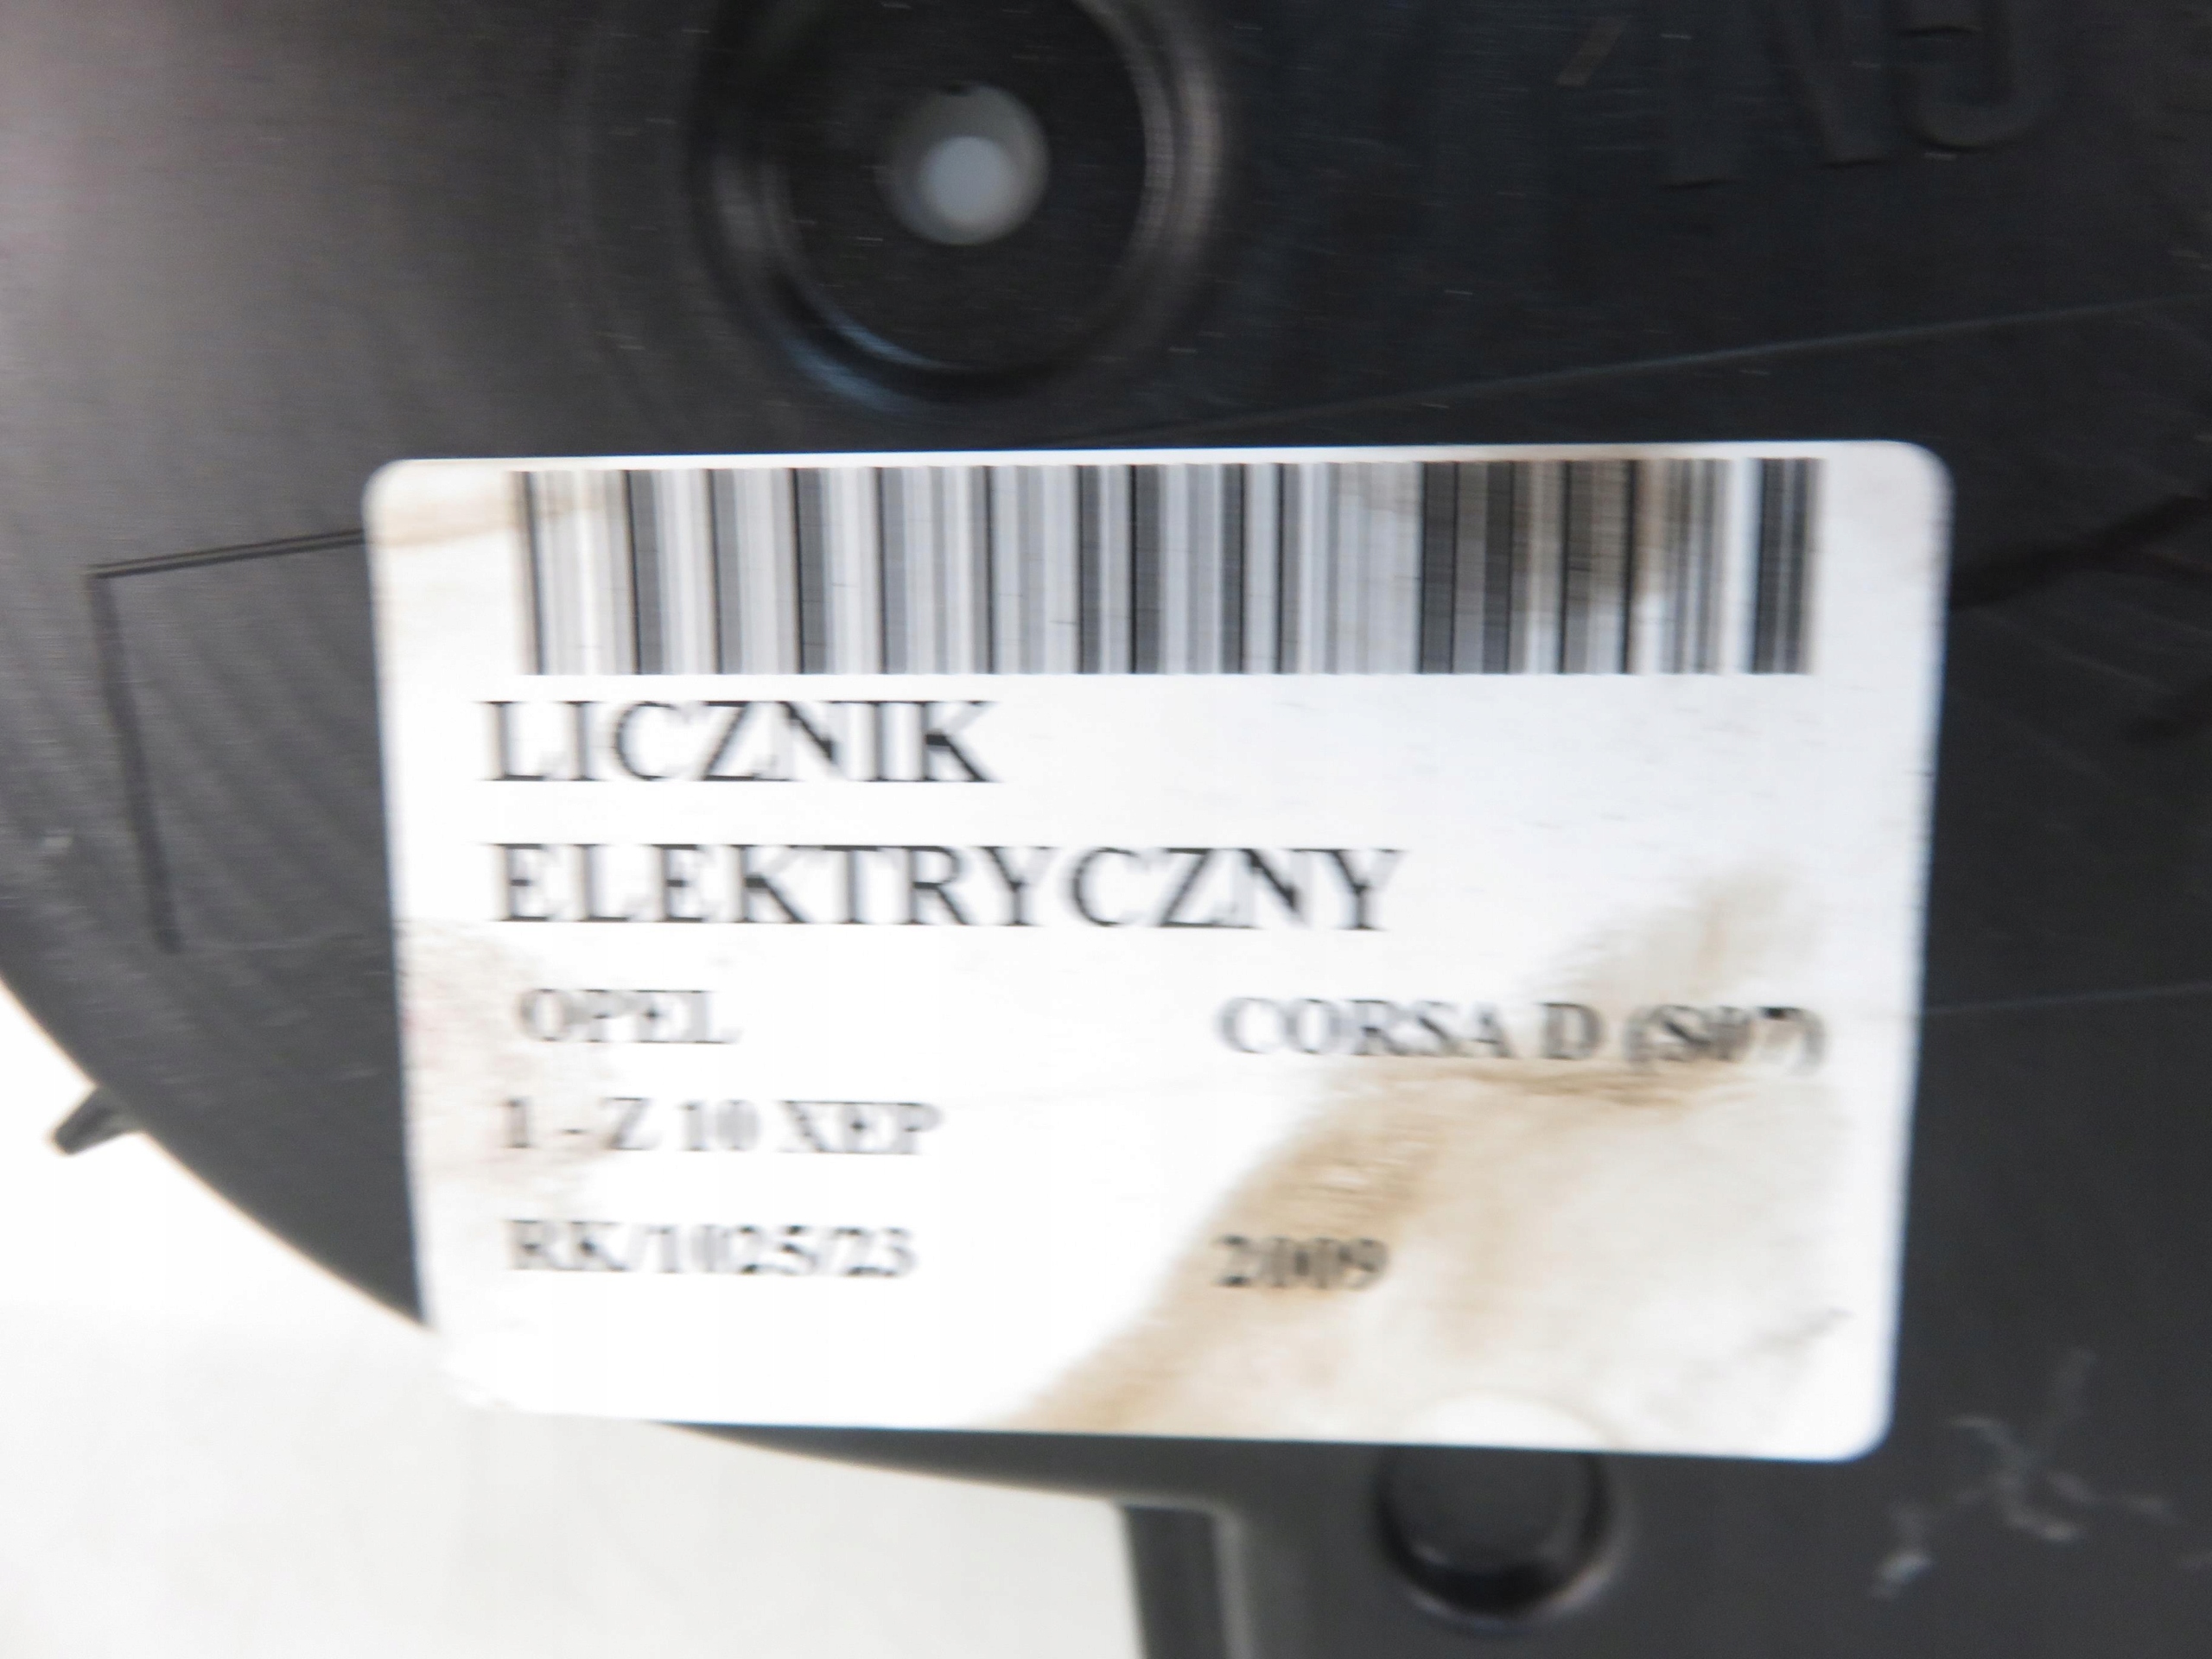 LICZNIK
ELEKTRYCZNY
OPEL CORSA D (S07)
1 - Z 10 XEP
RK/1025/23 2009